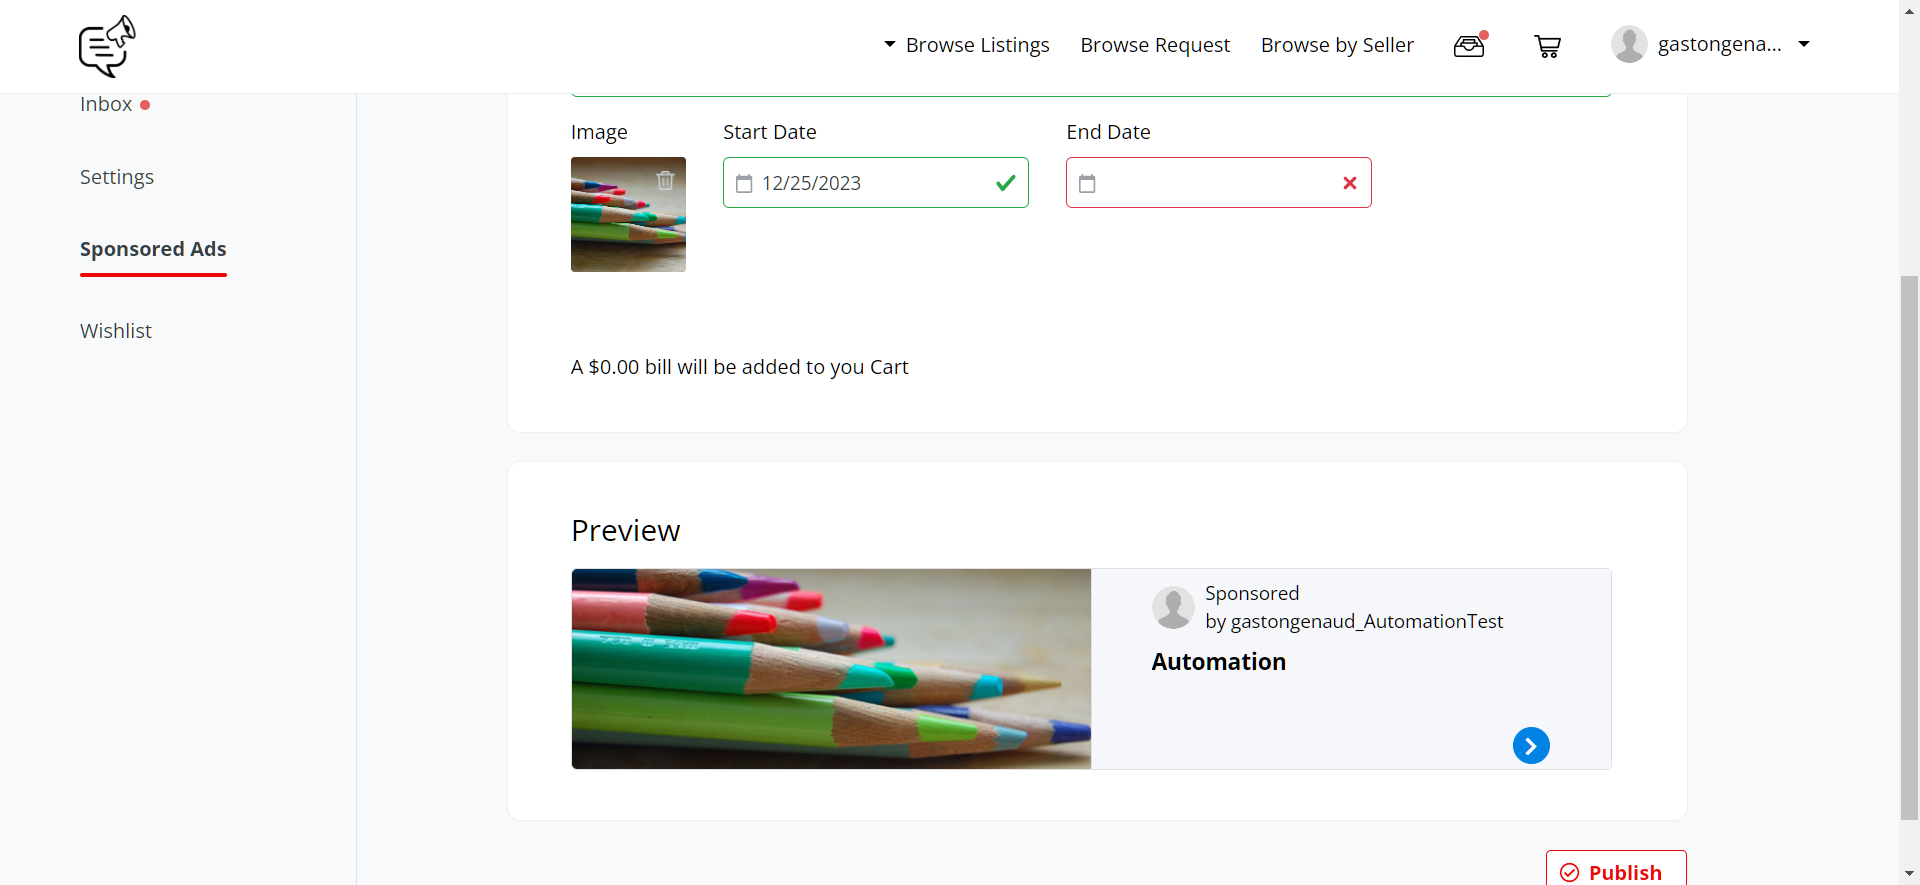 Browse Listings
Browse Request
Browse by Seller
gastongena...
Inbox
Settings
Sponsored Ads
Wishlist
Image
Start Date
End Date
12/25/2023
A $0.00 bill will be added to you Cart
Preview
Sponsored
by gastongenaud_AutomationTest
Automation
Publish